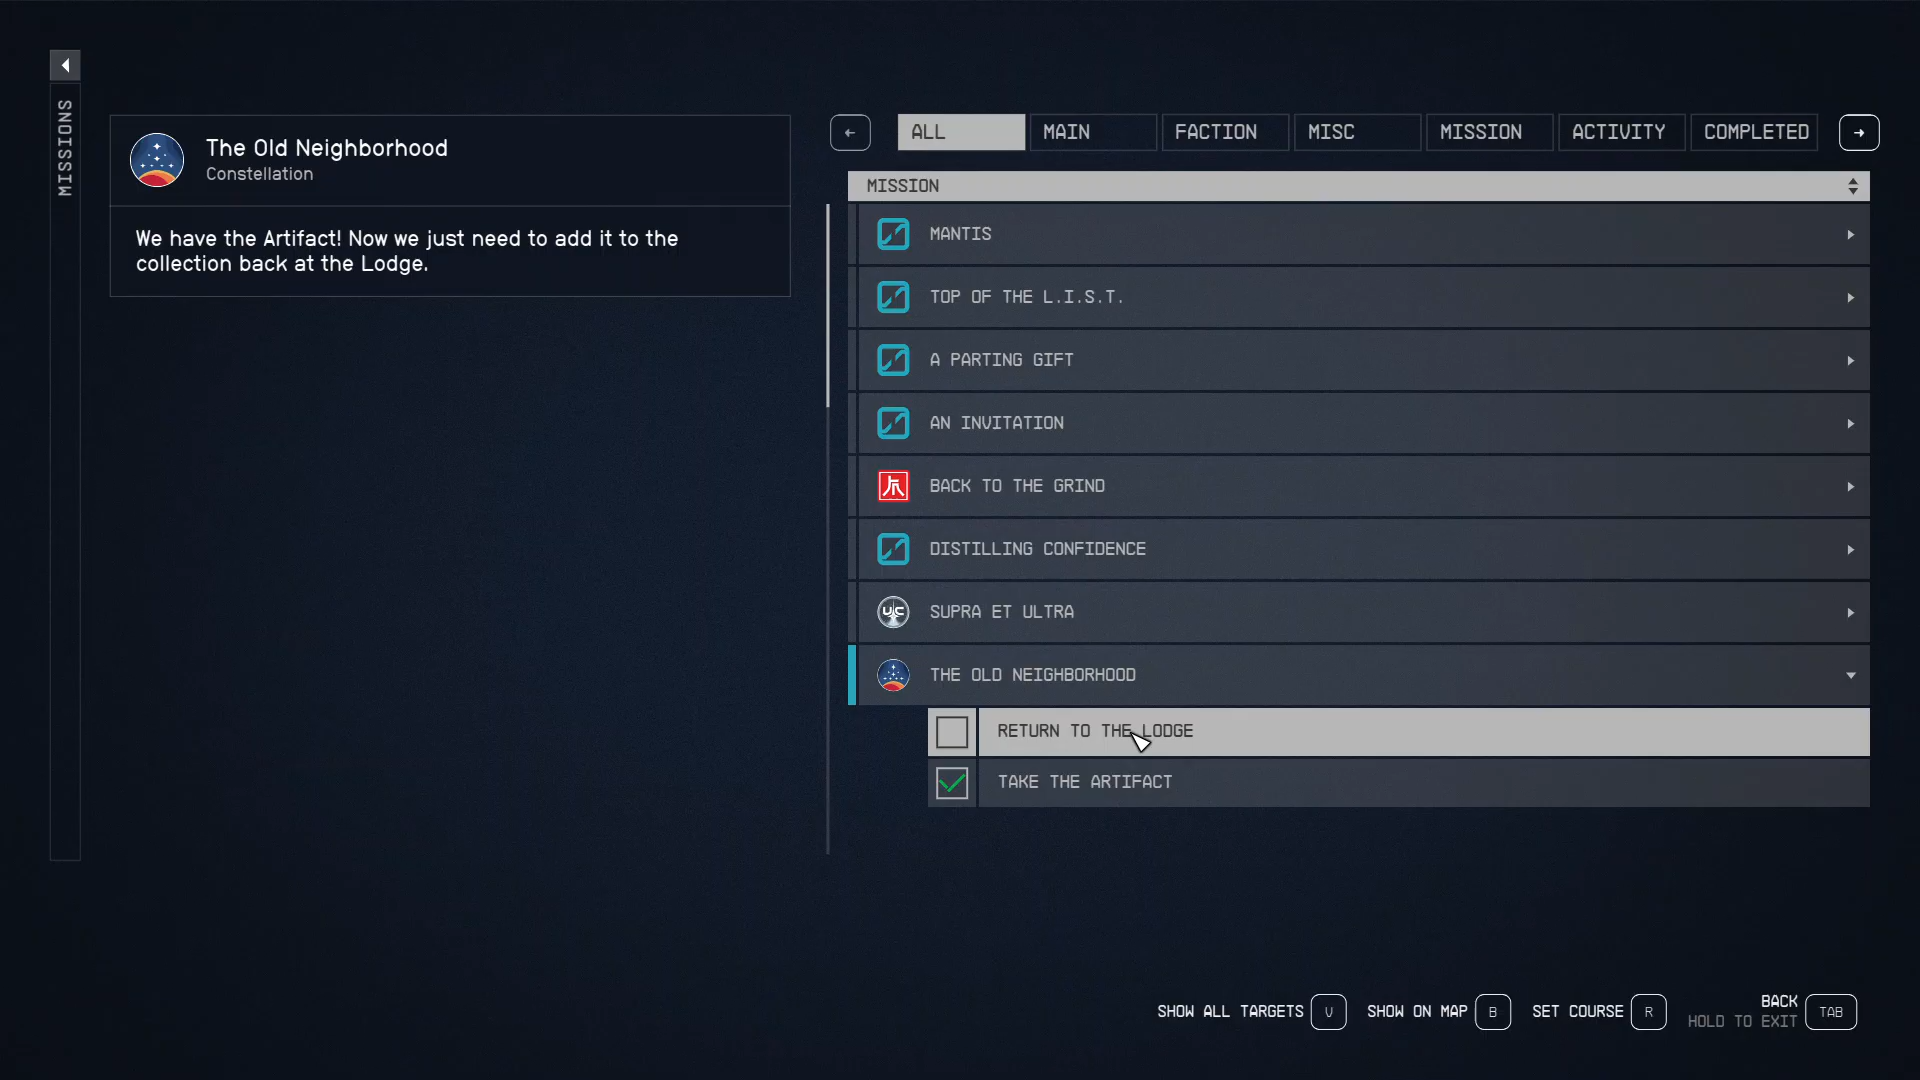 MISSIONS
The Old Neighborhood
Constellation
We have the Artifact! Now we just need to add it to the
collection back at the Lodge.
ALL
MAIN
FACTION
MISC
MISSION
ACTIVITY
COMPLETED
MISSION
MANTIS
TOP OF THE L.I.S.T.
A PARTING GIFT
AN INVITATION
BACK TO THE GRIND
DISTILLING CONFIDENCE
UC
SUPRA ET ULTRA
THE OLD NEIGHBORHOOD
RETURN TO THE LODGE
TAKE THE ARTIFACT
SHOW ALL TARGETS V
SHOW ON MAP B
SET COURSE R
BACK
HOLD TO EXIT
TAB